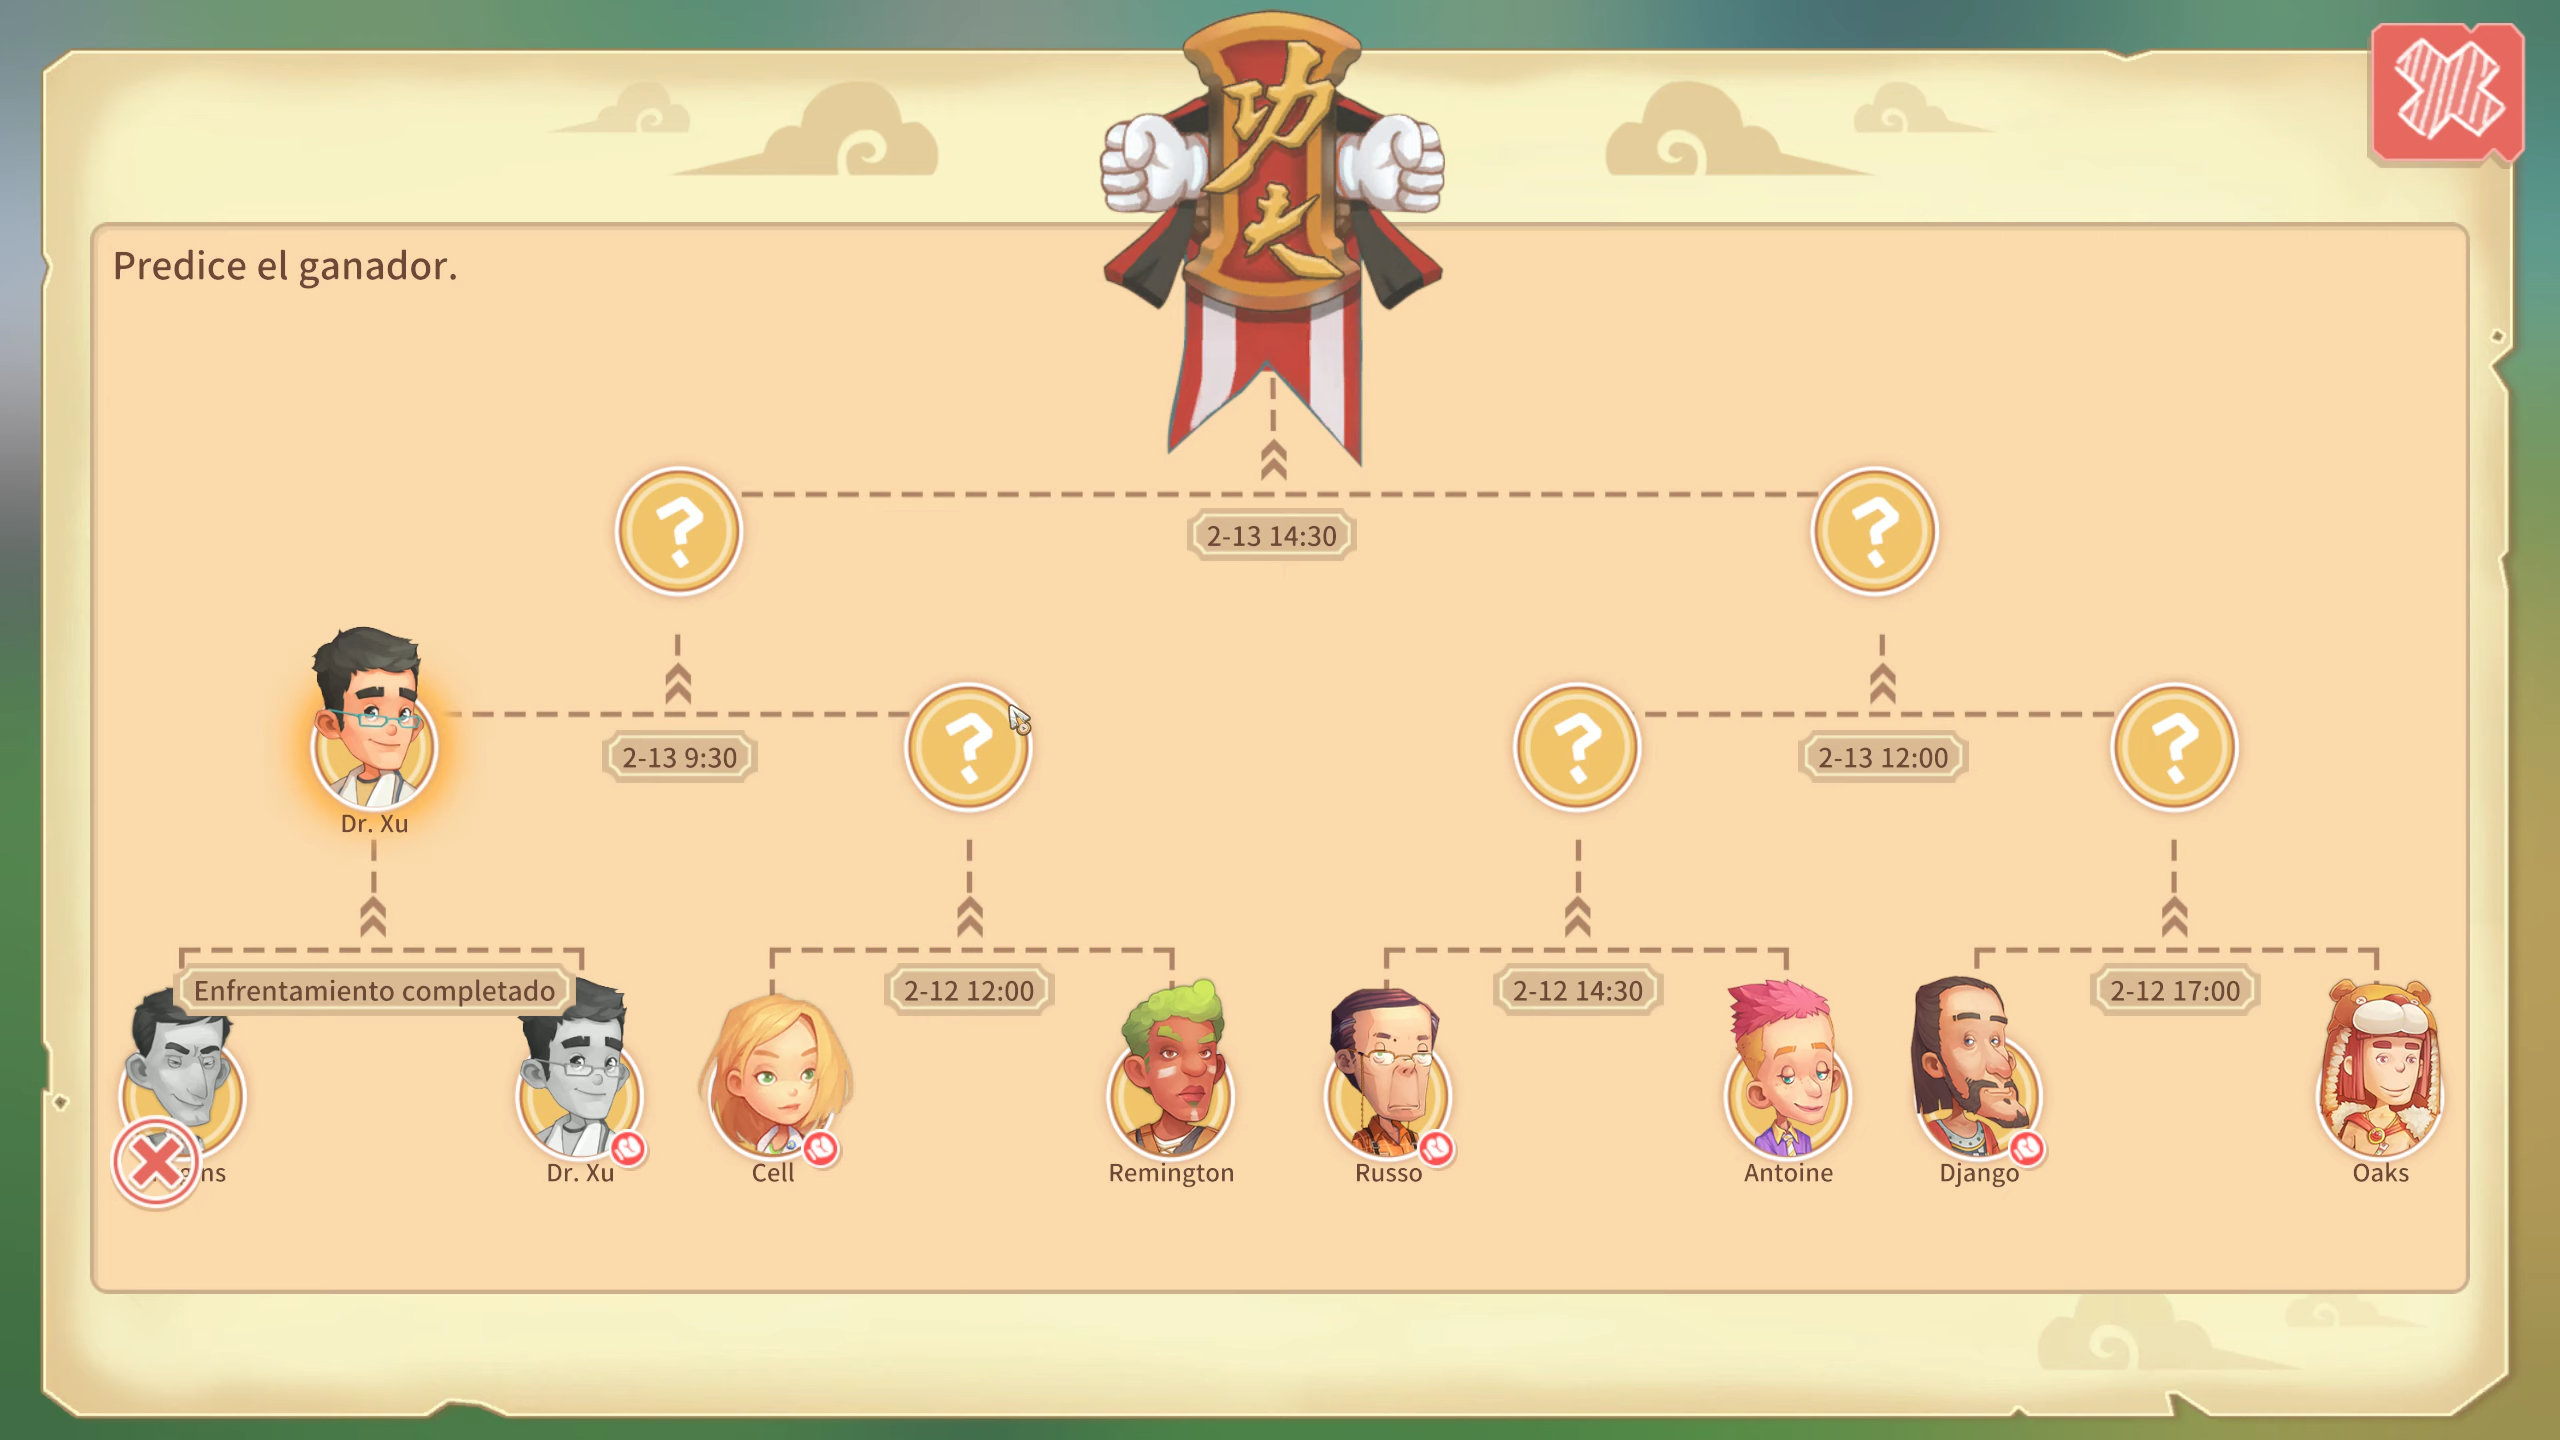 功夫
Predice el ganador.
2-13 14:30
2-13 9:30
2-13 12:00
Dr. Xu
Enfrentamiento completado
2-12 12:00
2-12 14:30
2-12 17:00
Dr. Xu
Cell
Remington
Russo
Antoine
Django
Oaks